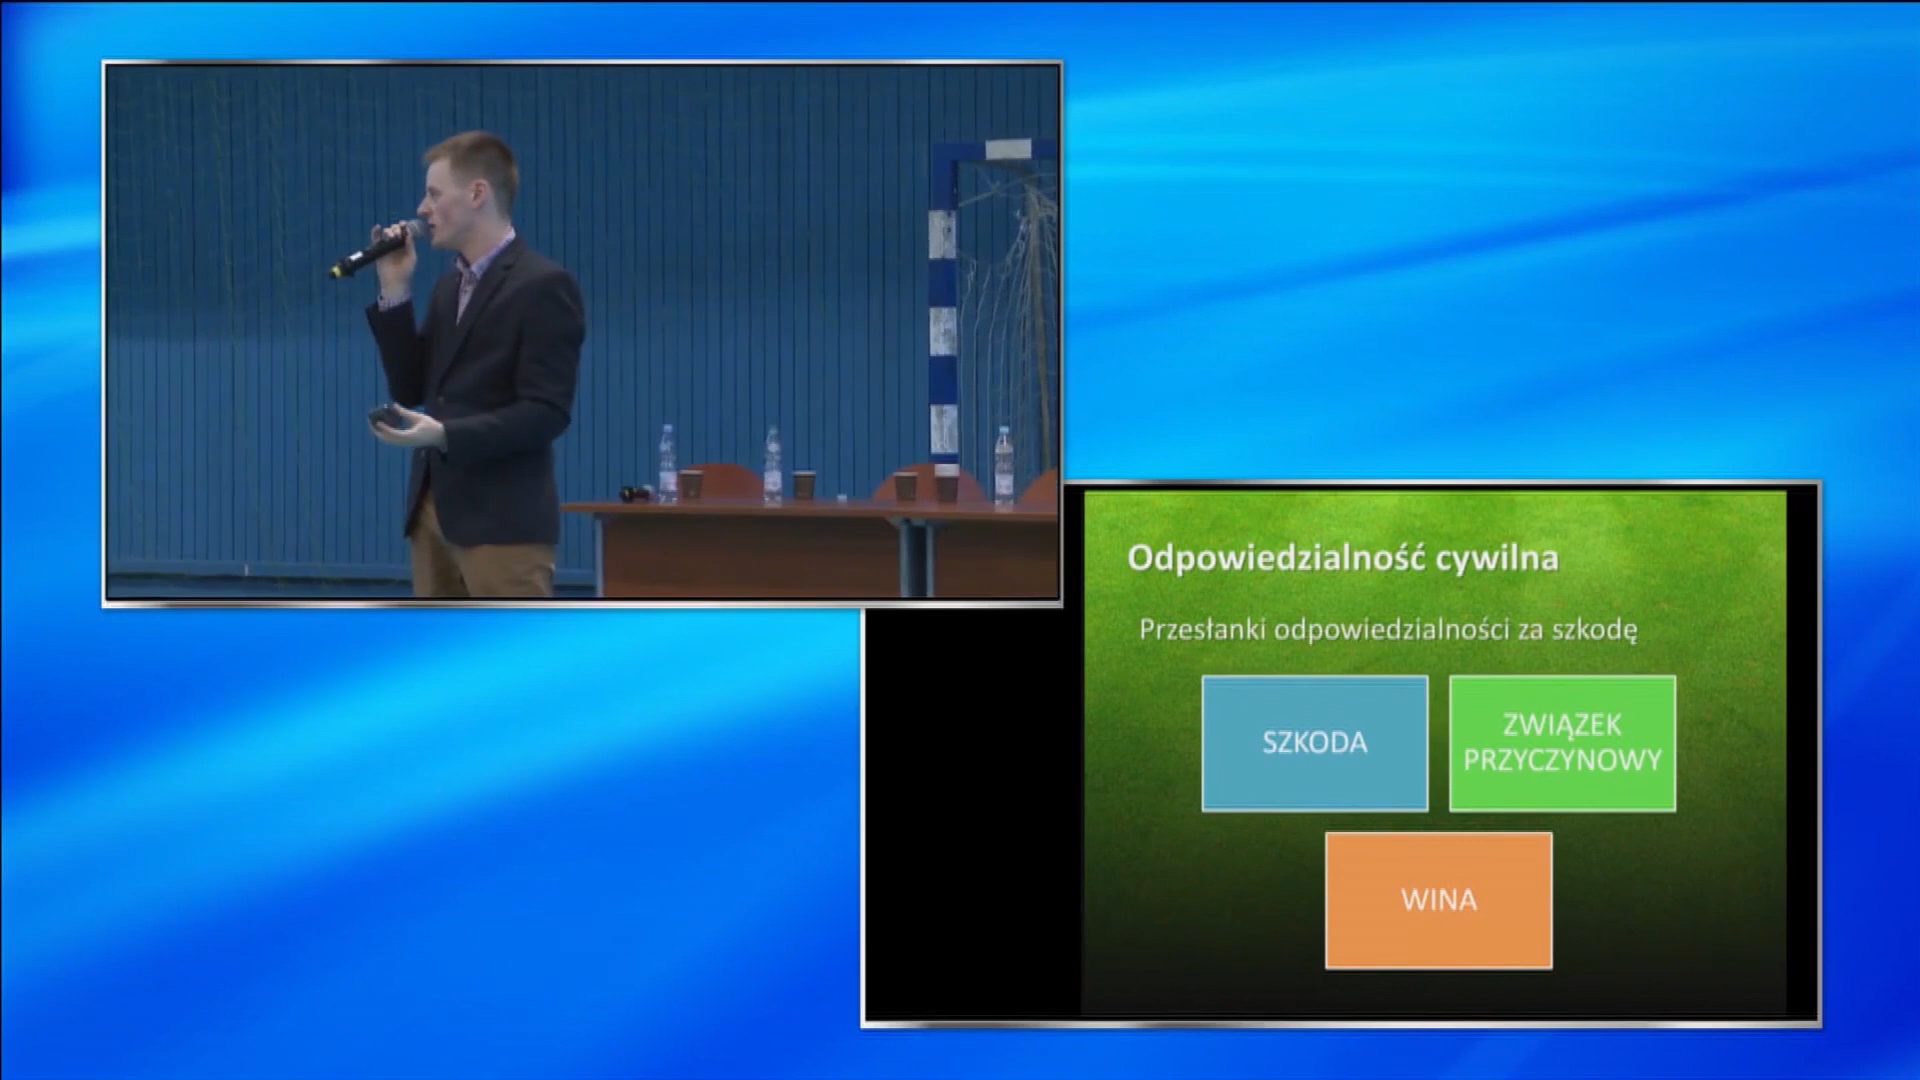 Odpowiedzialność cywilna
Przesłanki odpowiedzialności za szkodę
SZKODA
ZWIĄZEK
PRZYCZYNOWY
WINA